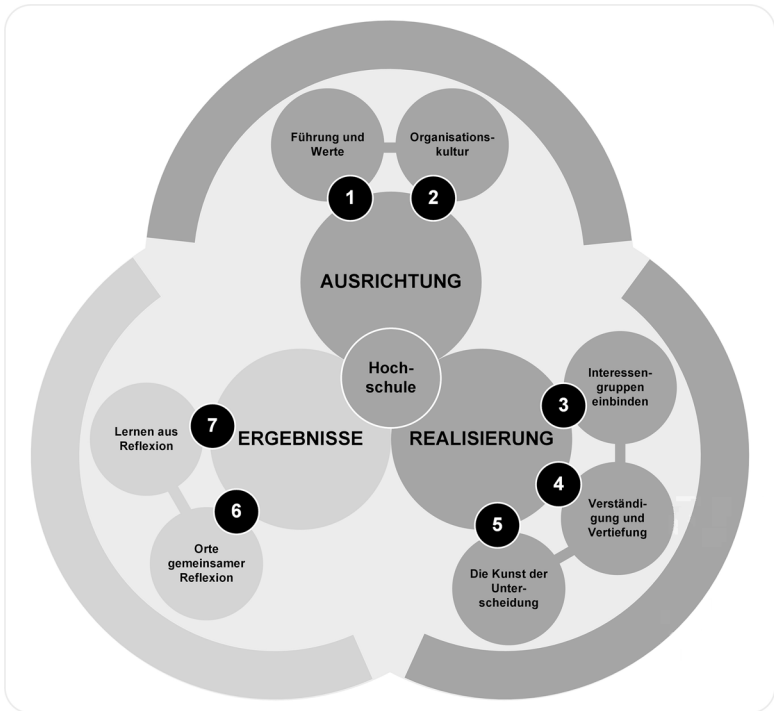 Führung und
Werte
Organisations-
kultur
1
2
AUSRICHTUNG
Hoch-
schule
Interessen-
gruppen
einbinden
3
REALISIERUNG
4
Verständi-
gung und
Vertiefung
5
Die Kunst der
Unter-
scheidung
ERGEBNISSE
6
Orte
gemeinsamer
Reflexion
7
Lernen aus
Reflexion